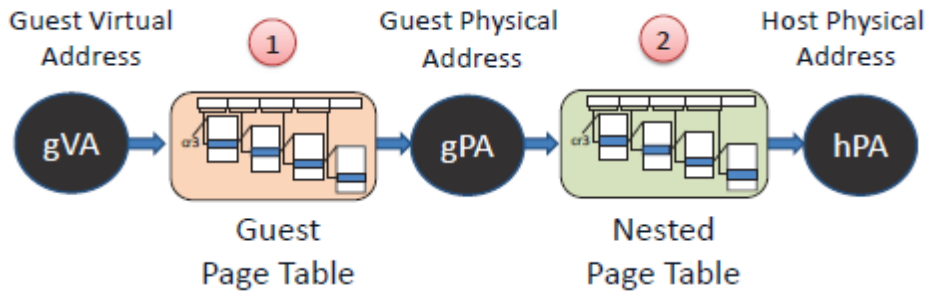 Guest Virtual
Address
1
Guest Physical
Address
2
Host Physical
Address
gVA
cr3
gPA
cr3
hPA
Guest
Page Table
Nested
Page Table